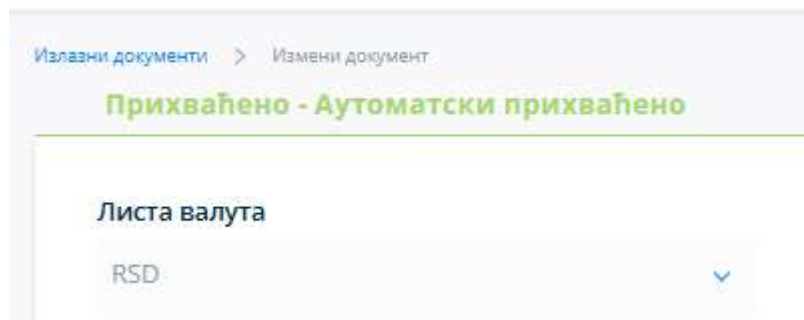 Излазни документи > Измени документ
Прихваћено - Аутоматски прихваћено
Листа валута
RSD